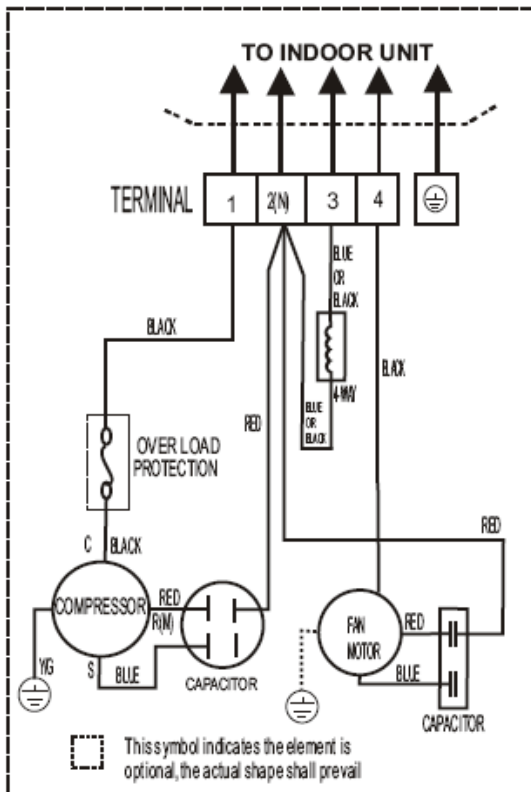 TO INDOOR UNIT
TERMINAL
1
2(N)
3
4
BLUE
OR
BLACK
BLACK
4-WAY
BLACK
RED
BLUE
OR
BLACK
OVER LOAD
PROTECTION
RED
C
BLACK
COMPRESSOR
RED
R(M)
S
BLUE
Y/G
CAPACITOR
FAN
MOTOR
RED
BLUE
CAPACITOR
This symbol indicates the element is
optional, the actual shape shall prevail